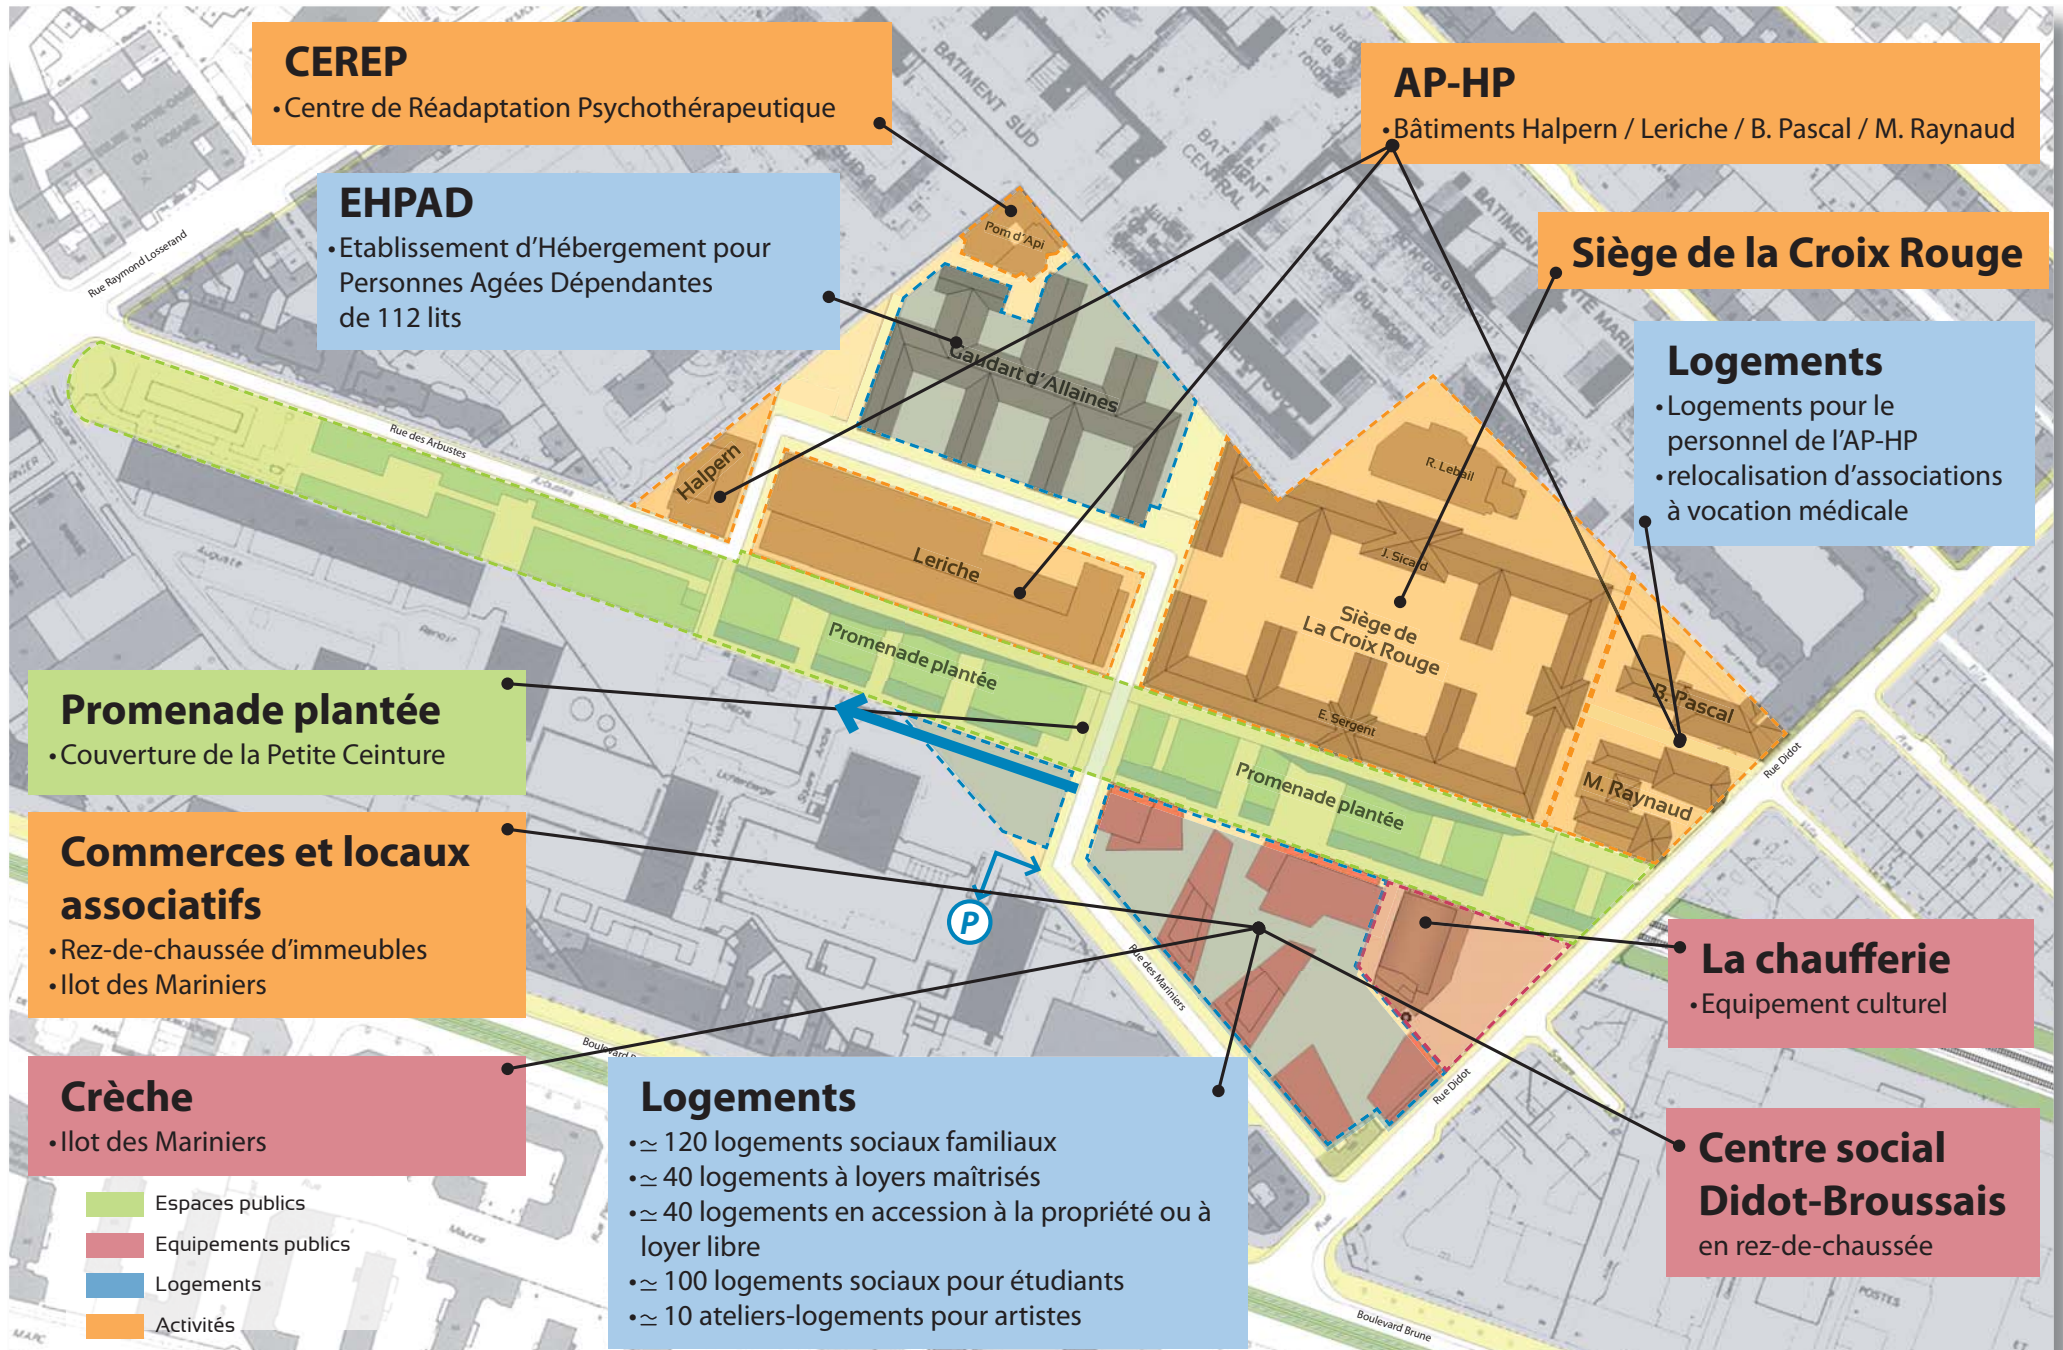 CEREP
•Centre de Réadaptation Psychothérapeutique
AP-HP
•Bâtiments Halpern / Leriche / B. Pascal / M. Raynaud
EHPAD
•Etablissement d'Hébergement pour
Personnes Agées Dépendantes
de 112 lits
Siège de la Croix Rouge
Logements
•Logements pour le
personnel de l'AP-HP
•relocalisation d'associations
à vocation médicale
BATIMENT SUD
BATIMENT
CENTRAL
Rue Raymond Losserand
Pom d'Api
Gaudart d'Allaines
Rue des Arbustes
Halpern
Leriche
R. Lebail
J. Sicard
Siège de
La Croix Rouge
E. Sergent
B. Pascal
M. Raynaud
Rue Didot
Promenade plantée
Promenade plantée
Promenade plantée
•Couverture de la Petite Ceinture
Commerces et locaux
associatifs
•Rez-de-chaussée d'immeubles
•Ilot des Mariniers
P
Rue des Mariniers
La chaufferie
•Equipement culturel
Crèche
•Ilot des Mariniers
Logements
•≃ 120 logements sociaux familiaux
•≃ 40 logements à loyers maîtrisés
•≃ 40 logements en accession à la propriété ou à
loyer libre
•≃ 100 logements sociaux pour étudiants
•≃ 10 ateliers-logements pour artistes
Rue Didot
Centre social
Didot-Broussais
en rez-de-chaussée
Espaces publics
Equipements publics
Logements
Activités
Boulevard Brune
POSTES